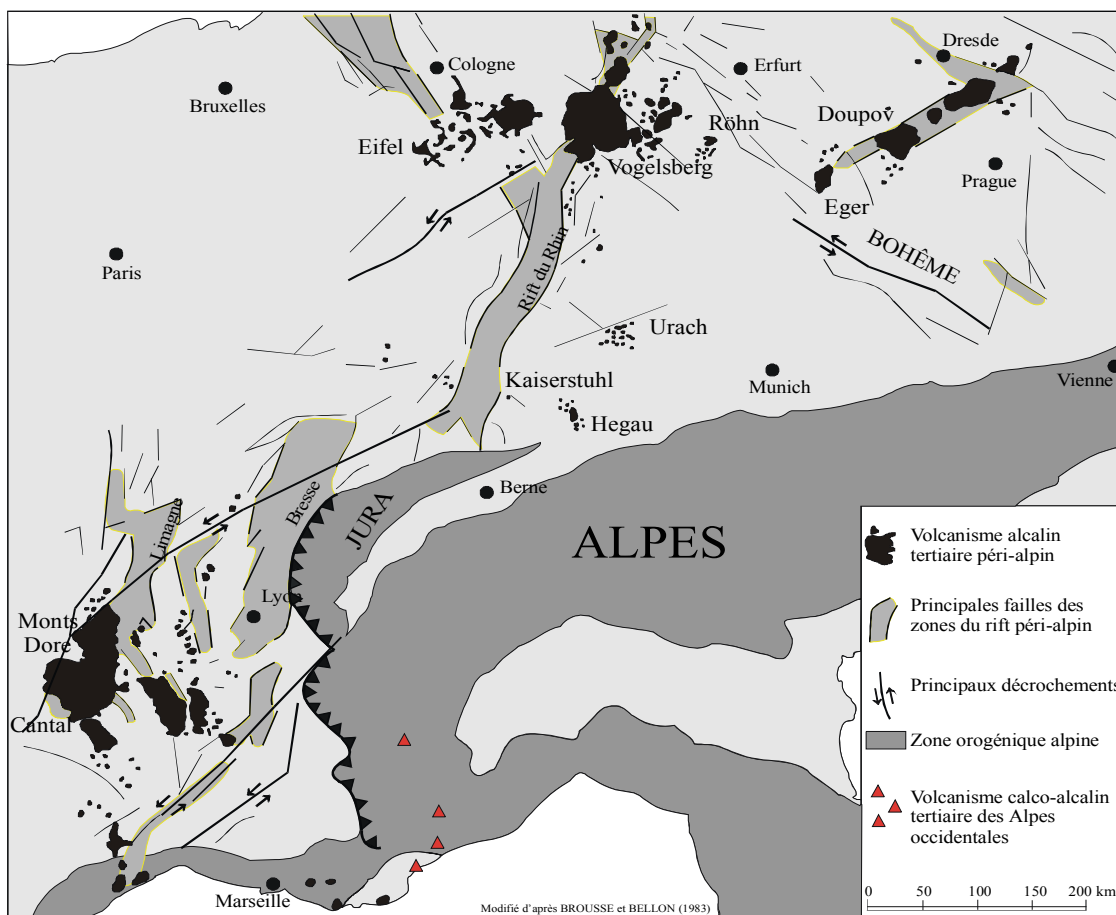 Dresde
Cologne
Erfurt
Bruxelles
Doupov
Röhn
Eifel
Vogelsberg
Prague
Eger
BOHÊME
Paris
Rift du Rhin
Urach
Kaiserstuhl
Munich
Vienne
Hegau
Berne
Limagne
Bresse
JURA
ALPES
Lyon
Monts
Dore
Cantal
Marseille
Volcanisme alcalin
tertiaire péri-alpin
Principales failles des
zones du rift péri-alpin
Principaux décrochements
Zone orogénique alpine
Volcanisme calco-alcalin
tertiaire des Alpes
occidentales
0 50 100 150 200 km
Modifié d'après BROUSSE et BELLON (1983)